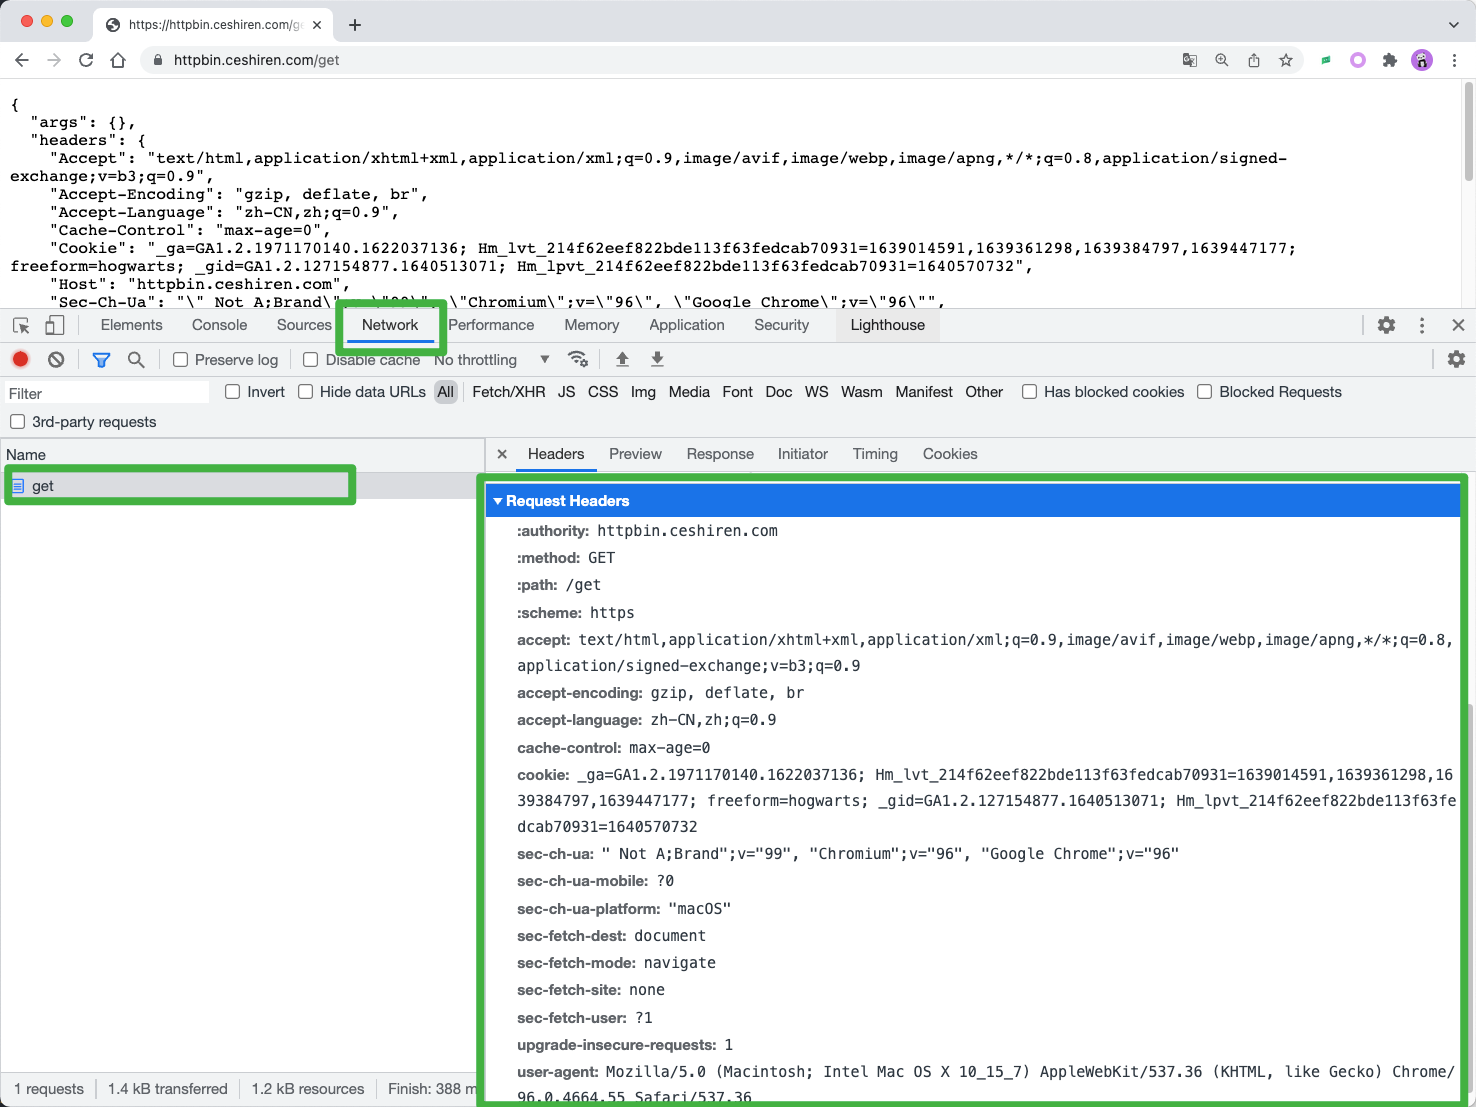 https://httpbin.ceshiren.com/ge
httpbin.ceshiren.com/get
{
"args": {},
"headers": {
"Accept": "text/html,application/xhtml+xml,application/xml;q=0.9,image/avif,image/webp,image/apng,*/*;q=0.8,application/signed-
exchange;v=b3;q=0.9",
"Accept-Encoding": "gzip, deflate, br",
"Accept-Language": "zh-CN,zh;q=0.9",
"Cache-Control": "max-age=0",
"Cookie": "_ga=GA1.2.1971170140.1622037136; Hm_lvt_214f62eef822bde113f63fedcab70931=1639014591,1639361298,1639384797,1639447177;
freeform=hogwarts; _gid=GA1.2.127154877.1640513071; Hm_lpvt_214f62eef822bde113f63fedcab70931=1640570732",
"Host": "httpbin.ceshiren.com",
"Sec-Ch-Ua": "\" Not A;Brand\";v=\"99\", \"Chromium\";v=\"96\", \"Google Chrome\";v=\"96\"",
Elements Console Sources Network Performance Memory Application Security Lighthouse
Preserve log Disable cache No throttling
Filter Invert Hide data URLs All Fetch/XHR JS CSS Img Media Font Doc WS Wasm Manifest Other Has blocked cookies Blocked Requests
3rd-party requests
Name Headers Preview Response Initiator Timing Cookies
get
Request Headers
:authority: httpbin.ceshiren.com
:method: GET
:path: /get
:scheme: https
accept: text/html,application/xhtml+xml,application/xml;q=0.9,image/avif,image/webp,image/apng,*/*;q=0.8,
application/signed-exchange;v=b3;q=0.9
accept-encoding: gzip, deflate, br
accept-language: zh-CN,zh;q=0.9
cache-control: max-age=0
cookie: _ga=GA1.2.1971170140.1622037136; Hm_lvt_214f62eef822bde113f63fedcab70931=1639014591,1639361298,16
39384797,1639447177; freeform=hogwarts; _gid=GA1.2.127154877.1640513071; Hm_lpvt_214f62eef822bde113f63fe
dcab70931=1640570732
sec-ch-ua: " Not A;Brand";v="99", "Chromium";v="96", "Google Chrome";v="96"
sec-ch-ua-mobile: ?0
sec-ch-ua-platform: "macOS"
sec-fetch-dest: document
sec-fetch-mode: navigate
sec-fetch-site: none
sec-fetch-user: ?1
upgrade-insecure-requests: 1
user-agent: Mozilla/5.0 (Macintosh; Intel Mac OS X 10_15_7) AppleWebKit/537.36 (KHTML, like Gecko) Chrome/
96.0.4664.55 Safari/537.36
1 requests 1.4 kB transferred 1.2 kB resources Finish: 388 m